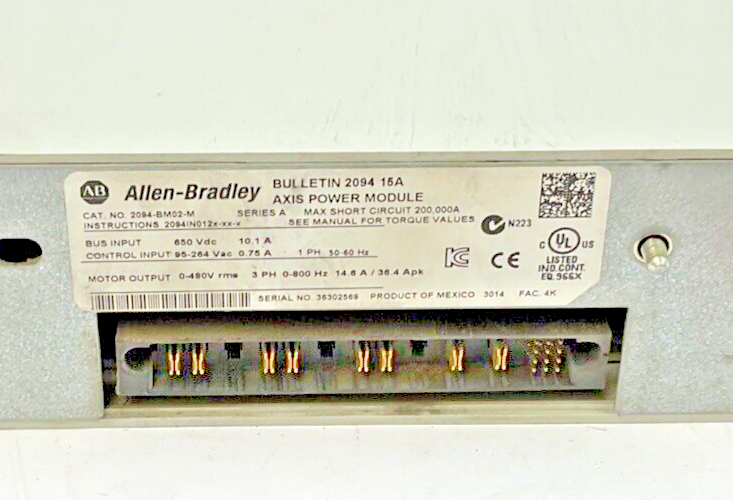 AB Allen-Bradley
BULLETIN 2094 15A
AXIS POWER MODULE
CAT. NO. 2094-BM02-M SERIES A MAX SHORT CIRCUIT 200,000A
INSTRUCTIONS 2094IN012x-xx-x SEE MANUAL FOR TORQUE VALUES
N223
BUS INPUT 650 Vdc 10.1 A
CONTROL INPUT 95-264 Vac 0.75 A 1 PH 50-60 Hz
MOTOR OUTPUT 0-480V rms 3 PH 0-800 Hz 14.6 A / 36.4 Apk
C UL US
LISTED
IND.CONT.
EQ.966X
CE
SERIAL NO. 36302569 PRODUCT OF MEXICO 3014 FAC. 4K